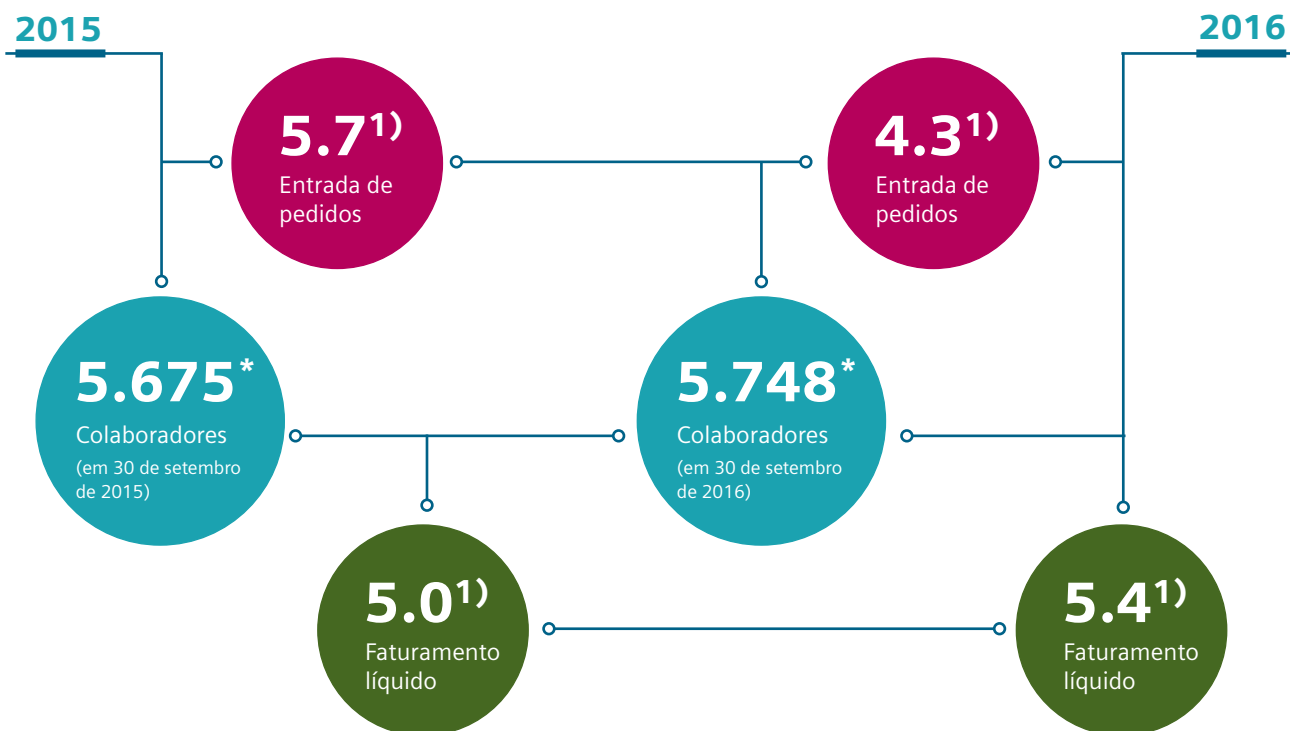 2015
2016
5.7¹⁾
Entrada de
pedidos
4.3¹⁾
Entrada de
pedidos
5.675*
Colaboradores
(em 30 de setembro
de 2015)
5.748*
Colaboradores
(em 30 de setembro
de 2016)
5.0¹⁾
Faturamento
líquido
5.4¹⁾
Faturamento
líquido